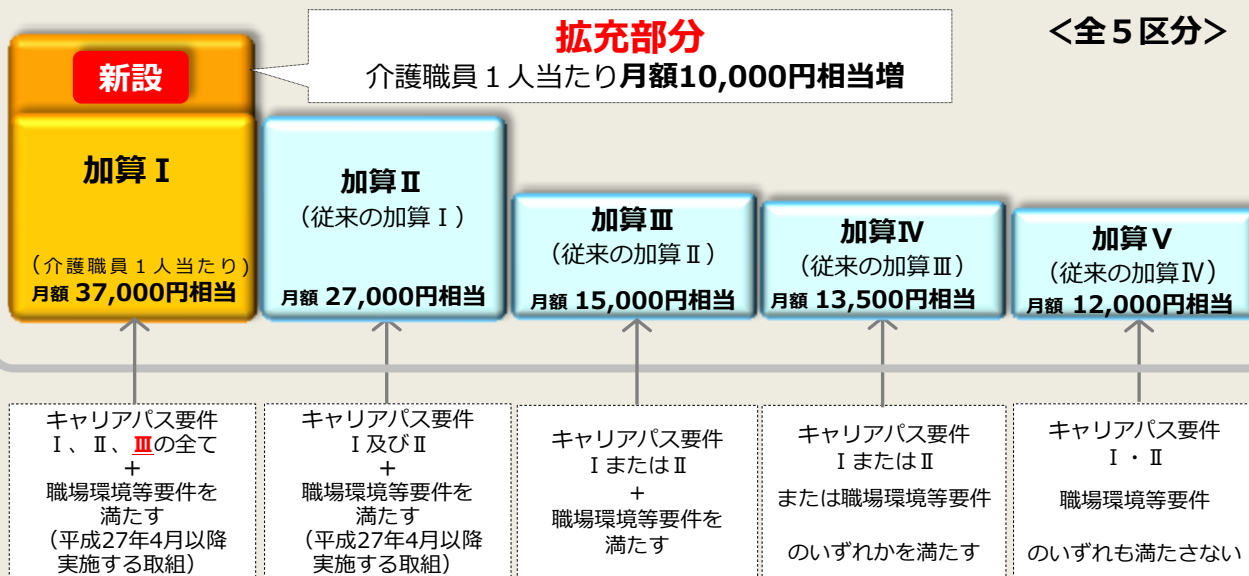 ＜全５区分＞
拡充部分
介護職員１人当たり月額10,000円相当増
新設
加算Ⅰ
（介護職員１人当たり）
月額 37,000円相当
加算Ⅱ
（従来の加算Ⅰ）
月額 27,000円相当
加算Ⅲ
（従来の加算Ⅱ）
月額 15,000円相当
加算Ⅳ
（従来の加算Ⅲ）
月額 13,500円相当
加算Ⅴ
（従来の加算Ⅳ）
月額 12,000円相当
キャリアパス要件
Ⅰ、Ⅱ、Ⅲの全て
+
職場環境等要件を
満たす
（平成27年4月以降
実施する取組）
キャリアパス要件
Ⅰ及びⅡ
+
職場環境等要件を
満たす
（平成27年4月以降
実施する取組）
キャリアパス要件
ⅠまたはⅡ
+
職場環境等要件を
満たす
キャリアパス要件
ⅠまたはⅡ
または職場環境等要件
のいずれかを満たす
キャリアパス要件
Ⅰ・Ⅱ
職場環境等要件
のいずれも満たさない